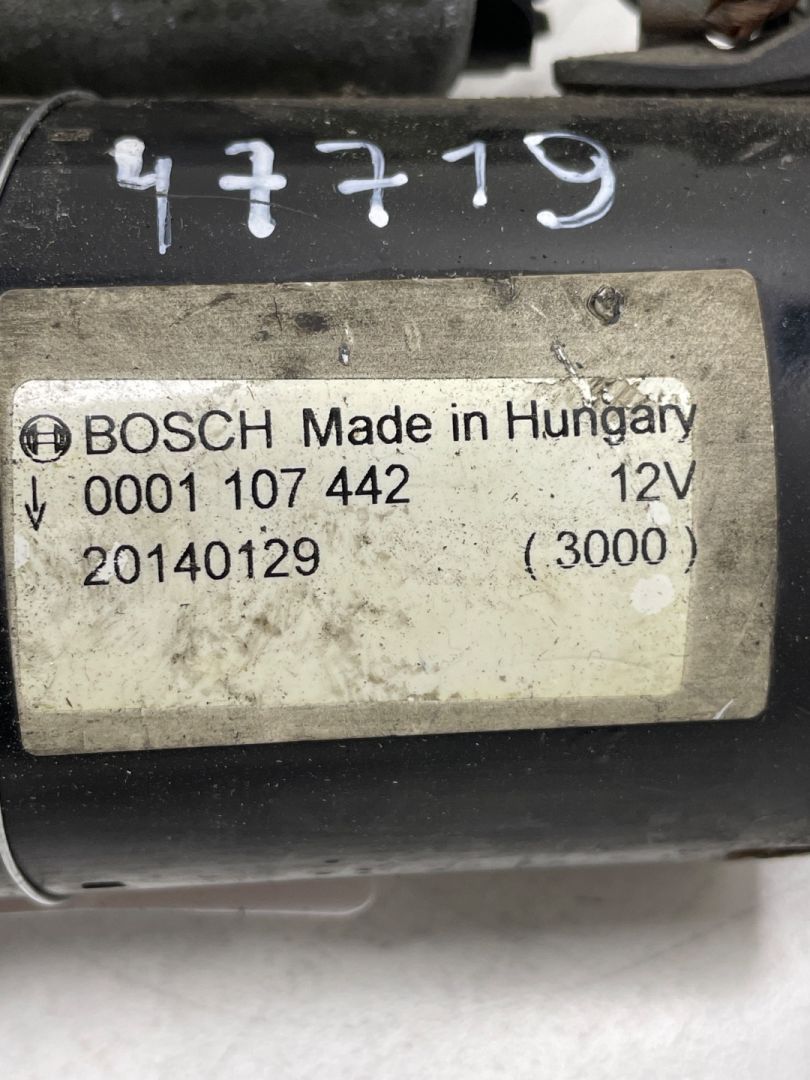 47719
BOSCH Made in Hungary
0001 107 442 12V
20140129 ( 3000 )